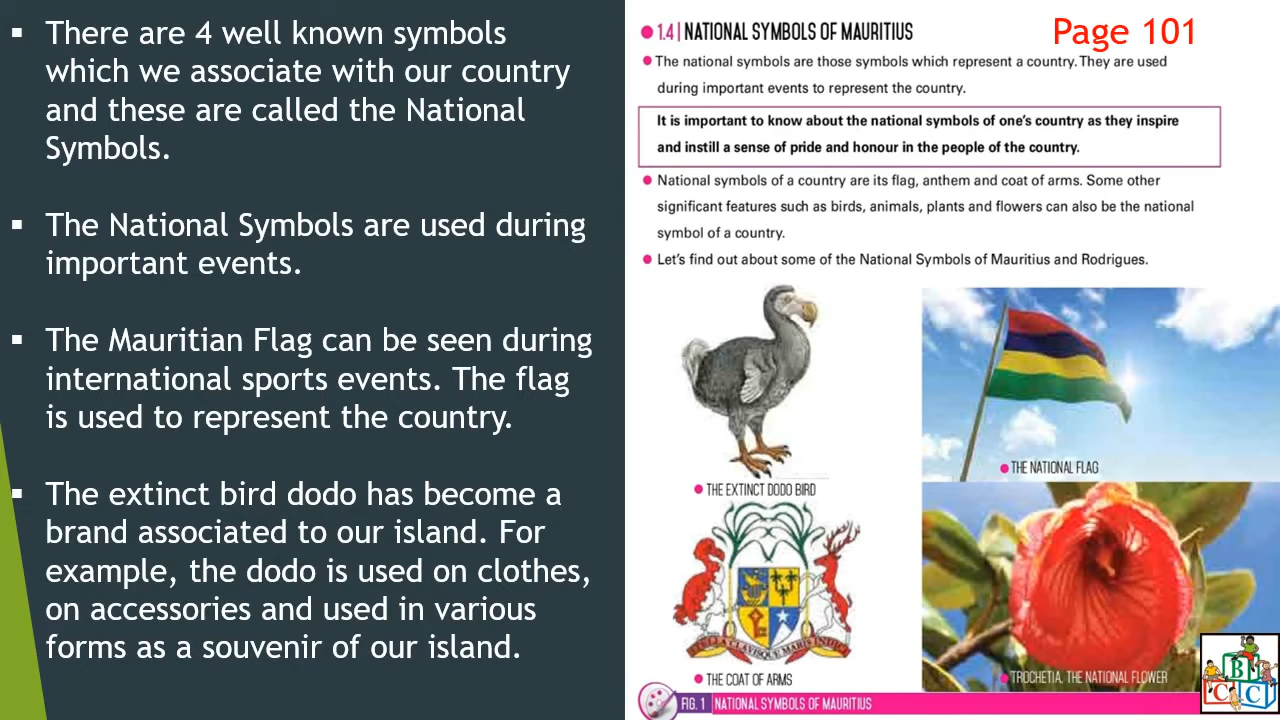 ▪ There are 4 well known symbols
which we associate with our country
and these are called the National
Symbols.
▪ The National Symbols are used during
important events.
▪ The Mauritian Flag can be seen during
international sports events. The flag
is used to represent the country.
▪ The extinct bird dodo has become a
brand associated to our island. For
example, the dodo is used on clothes,
on accessories and used in various
forms as a souvenir of our island.
● 1.4| NATIONAL SYMBOLS OF MAURITIUS
Page 101
● The national symbols are those symbols which represent a country. They are used
during important events to represent the country.
It is important to know about the national symbols of one's country as they inspire
and instill a sense of pride and honour in the people of the country.
● National symbols of a country are its flag, anthem and coat of arms. Some other
significant features such as birds, animals, plants and flowers can also be the national
symbol of a country.
● Let's find out about some of the National Symbols of Mauritius and Rodrigues.
● THE EXTINCT DODO BIRD
● THE NATIONAL FLAG
STELLA CLAVISQUE MARIS INDICI
● THE COAT OF ARMS
● TROCHETIA, THE NATIONAL FLOWER
FIG. 1 NATIONAL SYMBOLS OF MAURITIUS
B
C C